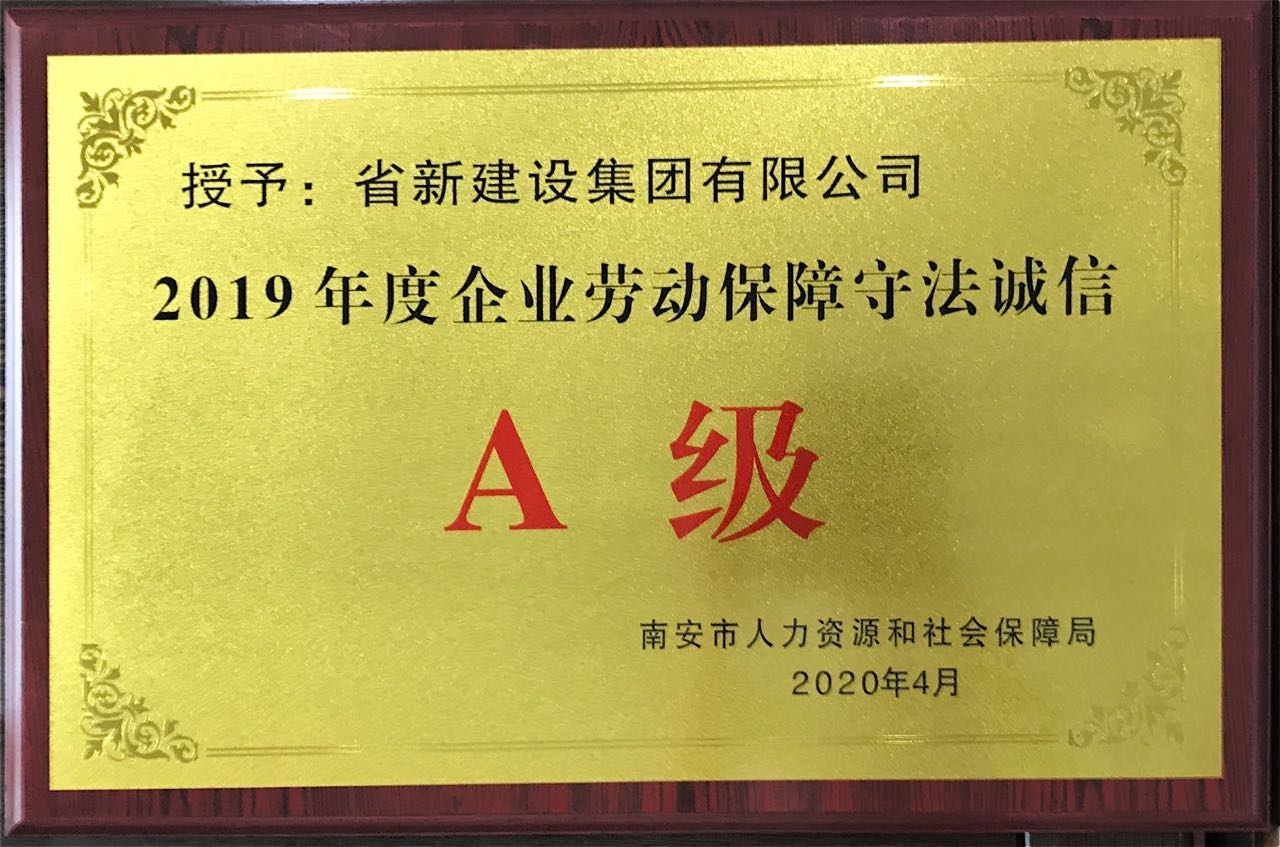 授予：省新建设集团有限公司
2019年度企业劳动保障守法诚信
A 级
南安市人力资源和社会保障局
2020年4月